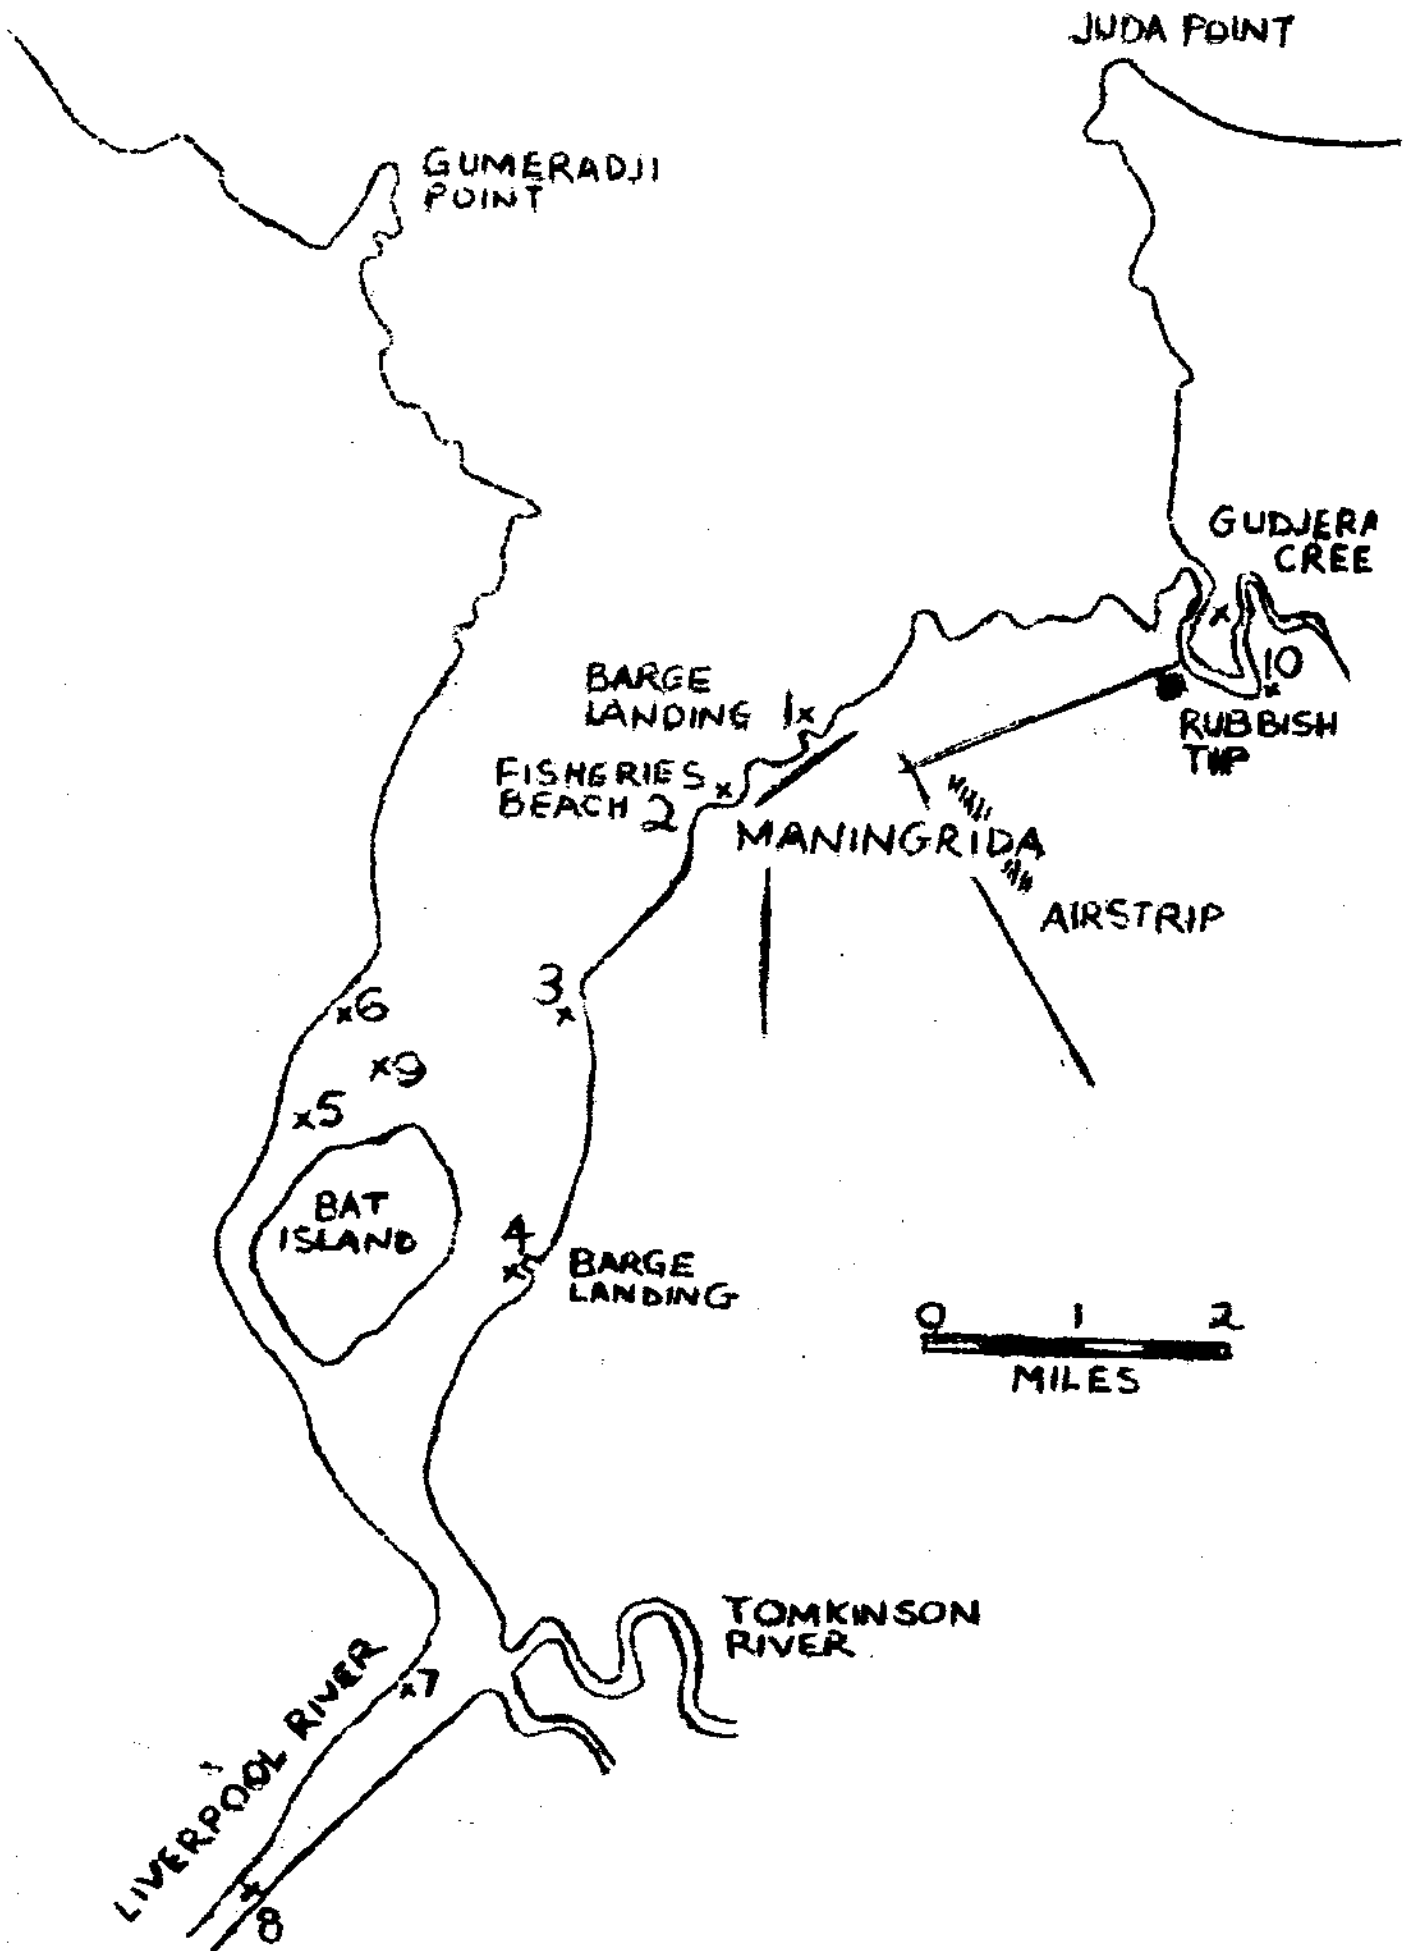 JUDA POINT
GUMERADJI
POINT
GUDJERA
CREE
BARGE
LANDING 1
10
FISHERIES
BEACH 2
RUBBISH
MANINGRIDA
AIRSTRIP
3
6
9
5
BAT
ISLAND
4
BARGE
LANDING
0 1 2
MILES
TOMKINSON
RIVER
7
LIVERPOOL RIVER
8